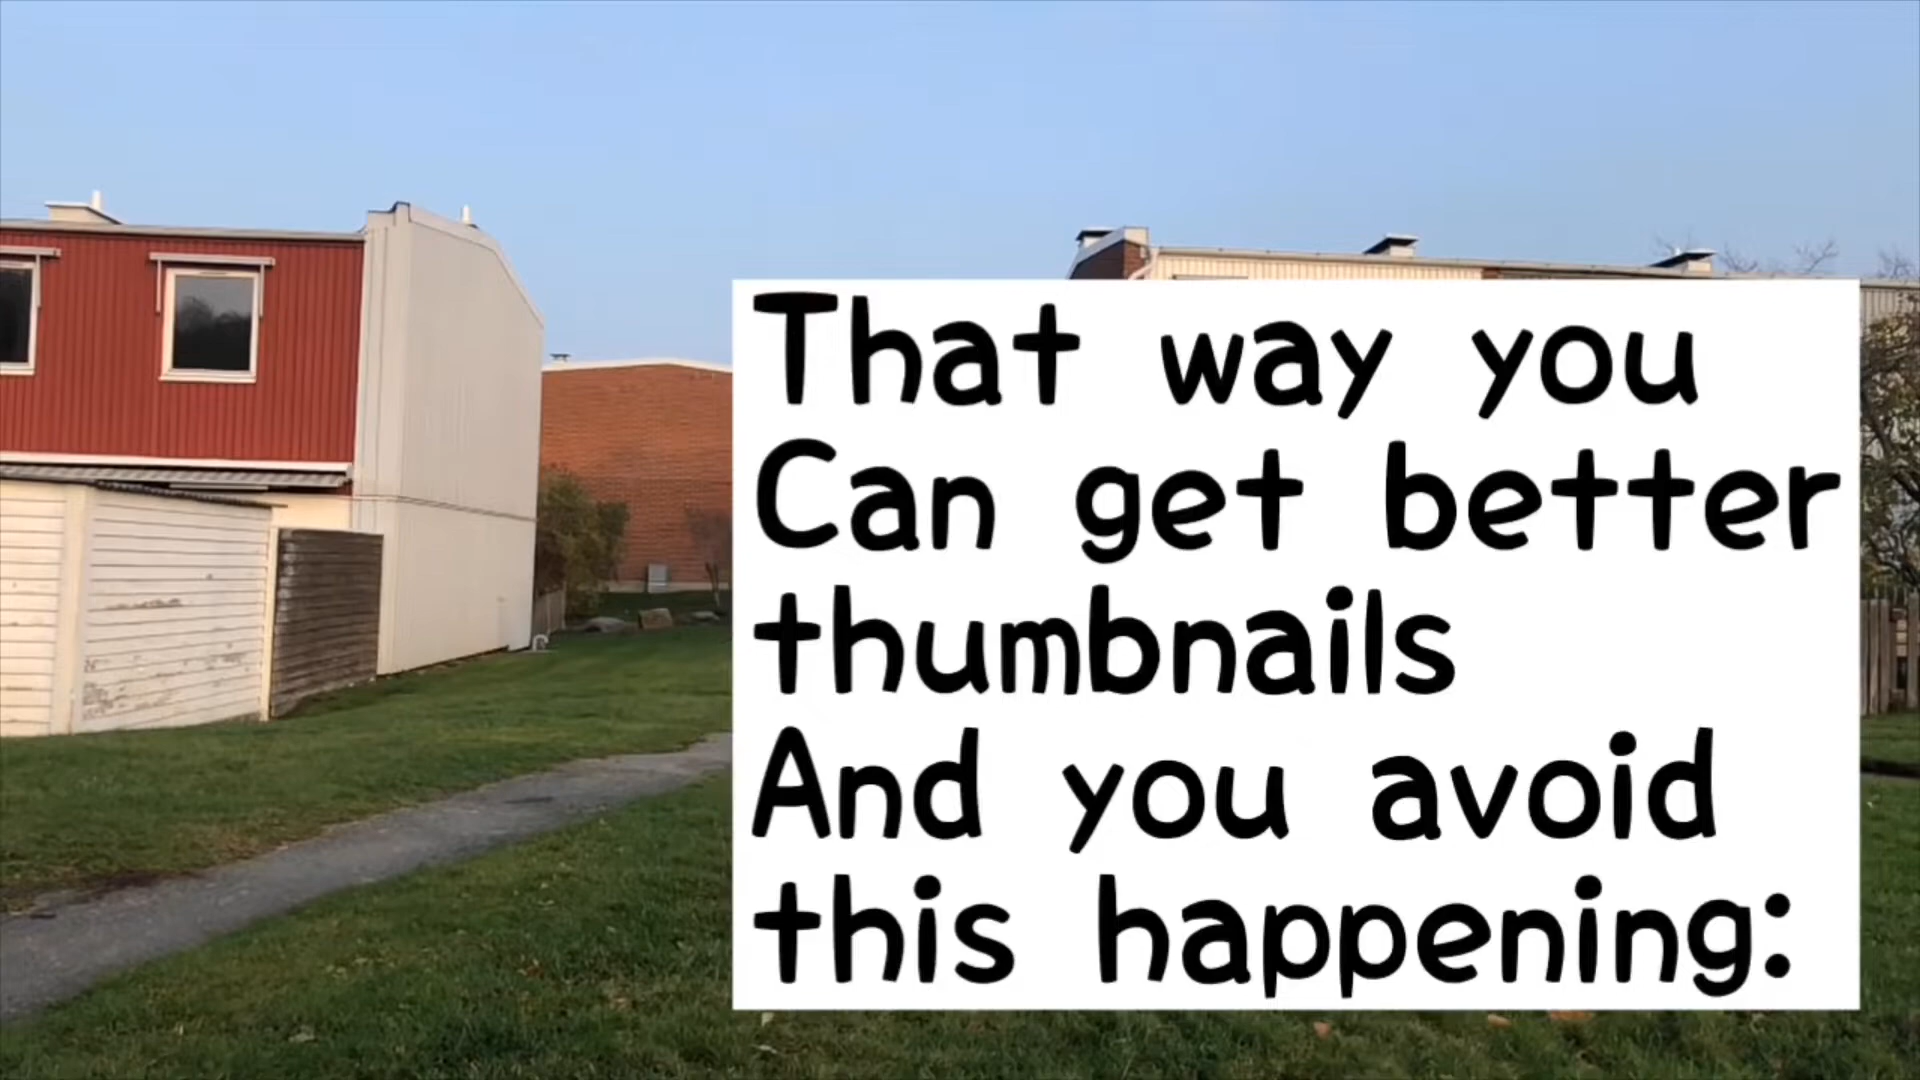 That way you
Can get better
thumbnails
And you avoid
this happening: